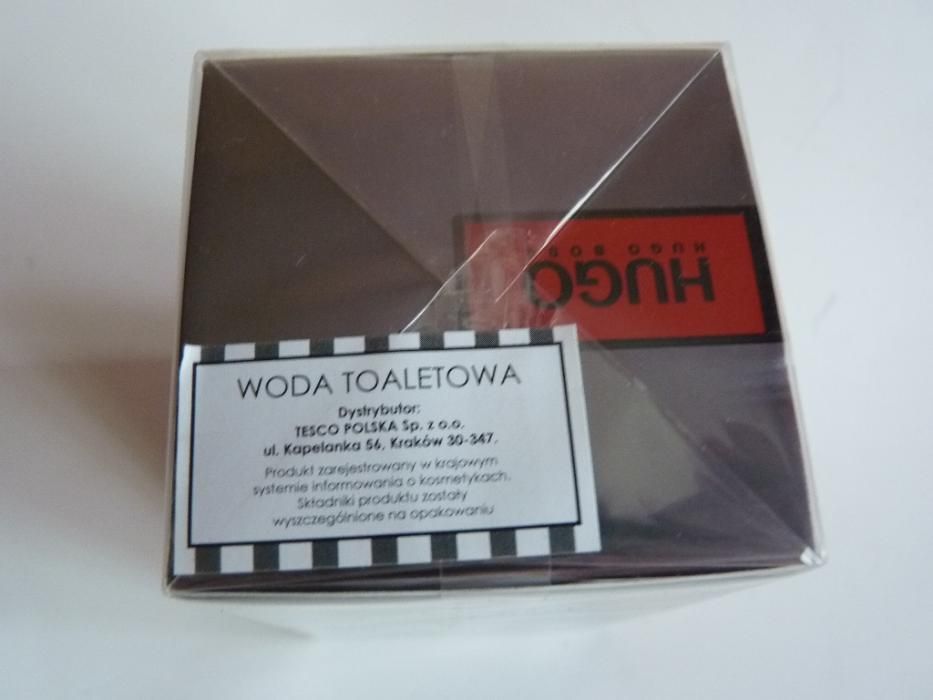 HUGO
HUGO BOSS
WODA TOALETOWA
Dystrybutor:
TESCO POLSKA Sp. z o.o.
ul. Kapelanka 56, Kraków 30-347.
Produkt zarejestrowany w krajowym
systemie informowania o kosmetykach.
Składniki produktu zostały
wyszczególnione na opakowaniu